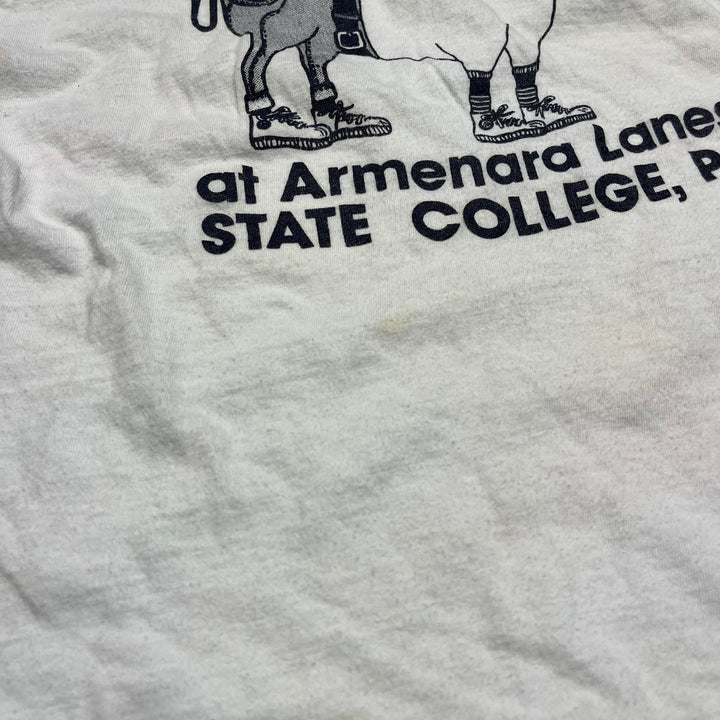 at Armenara Lanes
STATE COLLEGE, P